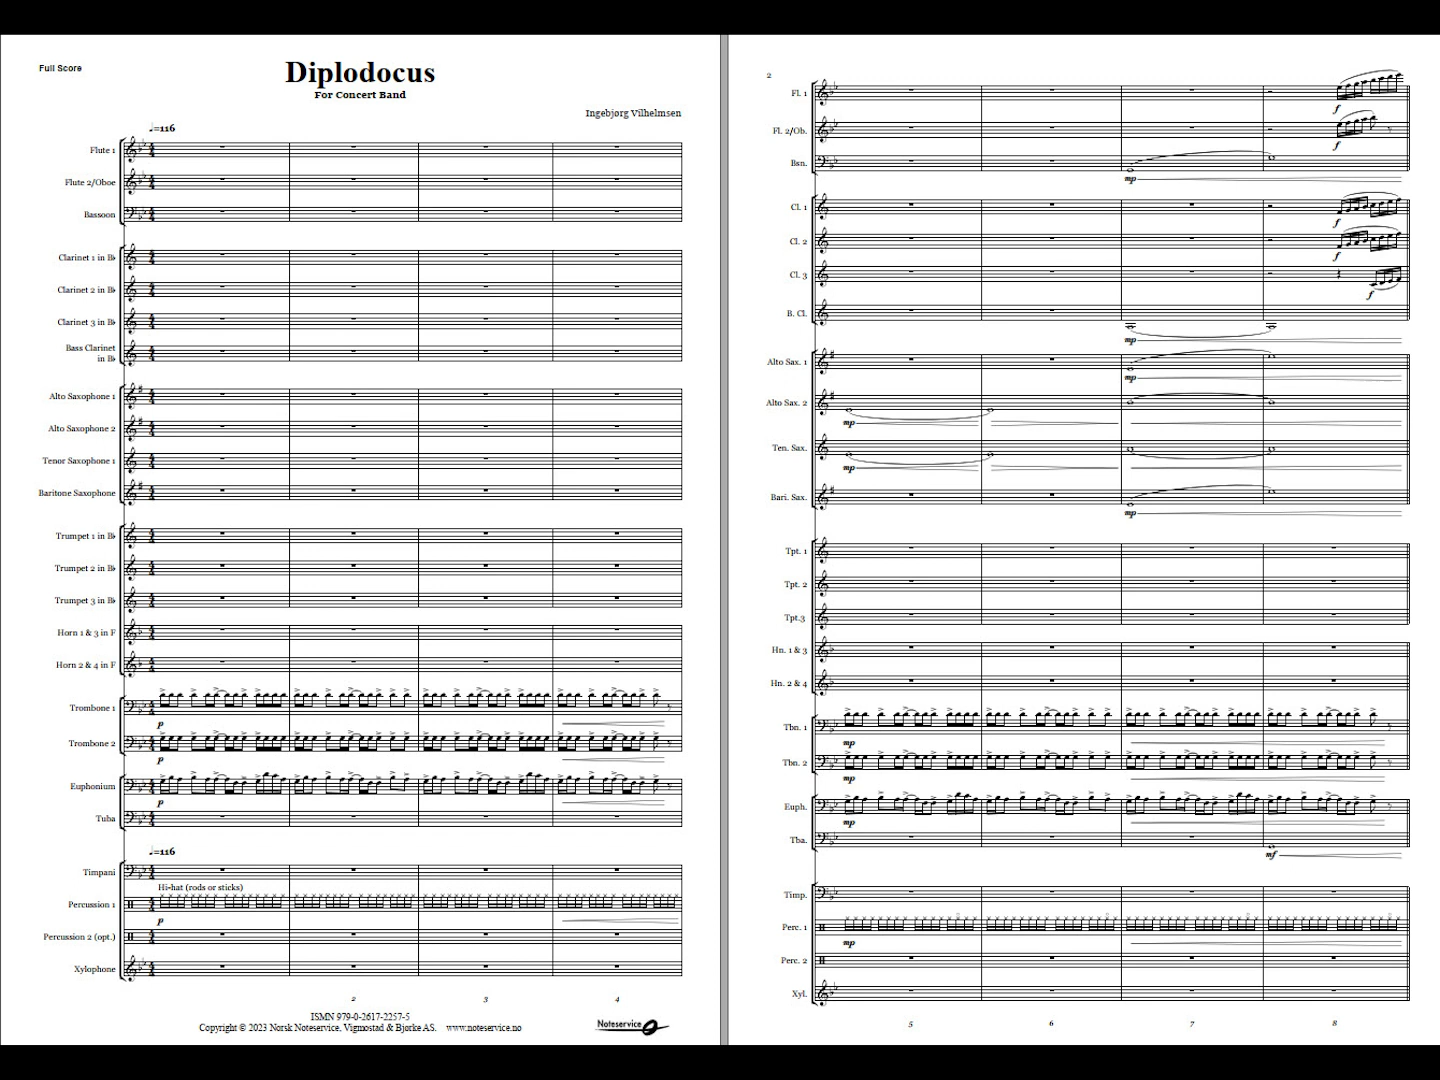 Full Score
Diplodocus
For Concert Band
Ingebjørg Vilhelmsen
♩=116
Flute 1
Flute 2/Oboe
Bassoon
Clarinet 1 in B♭
Clarinet 2 in B♭
Clarinet 3 in B♭
Bass Clarinet
in B♭
Alto Saxophone 1
Alto Saxophone 2
Tenor Saxophone 1
Baritone Saxophone
Trumpet 1 in B♭
Trumpet 2 in B♭
Trumpet 3 in B♭
Horn 1 & 3 in F
Horn 2 & 4 in F
Trombone 1
p
Trombone 2
p
Euphonium
p
Tuba
♩=116
Timpani
Hi-hat (rods or sticks)
Percussion 1
p
Percussion 2 (opt.)
Xylophone
2 3 4
ISMN 979-0-2617-2257-5
Copyright © 2023 Norsk Noteservice, Vigmostad & Bjørke AS. www.noteservice.no
Noteservice
2
Fl. 1
f
Fl. 2/Ob.
f
Bsn.
mp
Cl. 1
f
Cl. 2
f
Cl. 3
f
B. Cl.
mp
Alto Sax. 1
mp
Alto Sax. 2
mp
Ten. Sax.
mp
Bari. Sax.
mp
Tpt. 1
Tpt. 2
Tpt.3
Hn. 1 & 3
Hn. 2 & 4
Tbn. 1
mp
Tbn. 2
mp
Euph.
mp
Tba.
mf
Timp.
Perc. 1
mp
Perc. 2
Xyl.
5 6 7 8